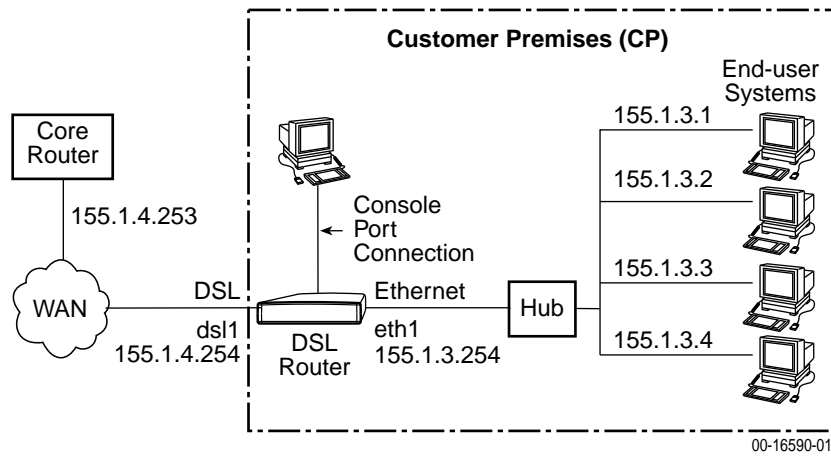 Customer Premises (CP)
End-user
Systems
Core
Router
155.1.4.253
WAN
DSL
dsl1
155.1.4.254
Console
Port
Connection
DSL
Router
Ethernet
eth1
155.1.3.254
Hub
155.1.3.1
155.1.3.2
155.1.3.3
155.1.3.4
00-16590-01